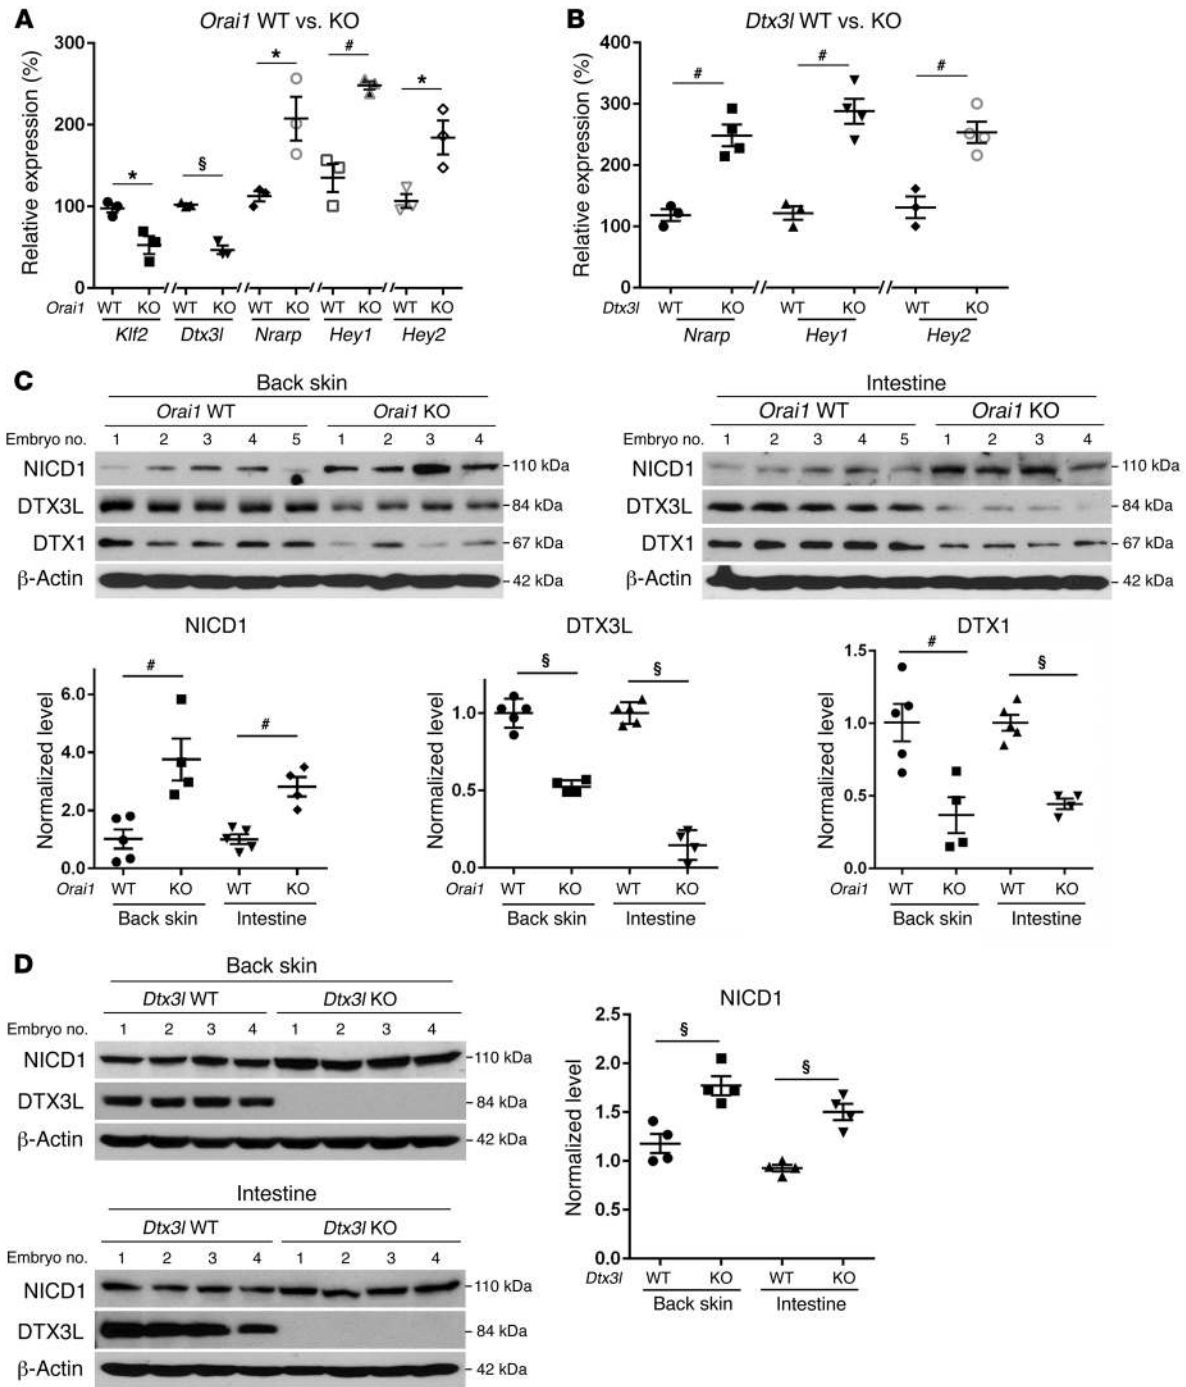 A
Orai1 WT vs. KO
Relative expression (%)
300
200
100
0
* § * # *
Orai1 WT KO WT KO WT KO WT KO WT KO
Klf2 Dtx3l Nrarp Hey1 Hey2
B
Dtx3l WT vs. KO
Relative expression (%)
400
300
200
100
0
# # #
Dtx3l WT KO WT KO WT KO
Nrarp Hey1 Hey2
C
Back skin
Orai1 WT Orai1 KO
Embryo no. 1 2 3 4 5 1 2 3 4
NICD1 110 kDa
DTX3L 84 kDa
DTX1 67 kDa
β-Actin 42 kDa
Intestine
Orai1 WT Orai1 KO
Embryo no. 1 2 3 4 5 1 2 3 4
NICD1 110 kDa
DTX3L 84 kDa
DTX1 67 kDa
β-Actin 42 kDa
NICD1
Normalized level
6.0
4.0
2.0
0.0
# #
Orai1 WT KO WT KO
Back skin Intestine
DTX3L
Normalized level
1.0
0.5
0.0
§ §
Orai1 WT KO WT KO
Back skin Intestine
DTX1
Normalized level
1.5
1.0
0.5
0.0
# §
Orai1 WT KO WT KO
Back skin Intestine
D
Back skin
Dtx3l WT Dtx3l KO
Embryo no. 1 2 3 4 1 2 3 4
NICD1 110 kDa
DTX3L 84 kDa
β-Actin 42 kDa
Intestine
Dtx3l WT Dtx3l KO
Embryo no. 1 2 3 4 1 2 3 4
NICD1 110 kDa
DTX3L 84 kDa
β-Actin 42 kDa
NICD1
Normalized level
2.5
2.0
1.5
1.0
0.5
0.0
§ §
Dtx3l WT KO WT KO
Back skin Intestine